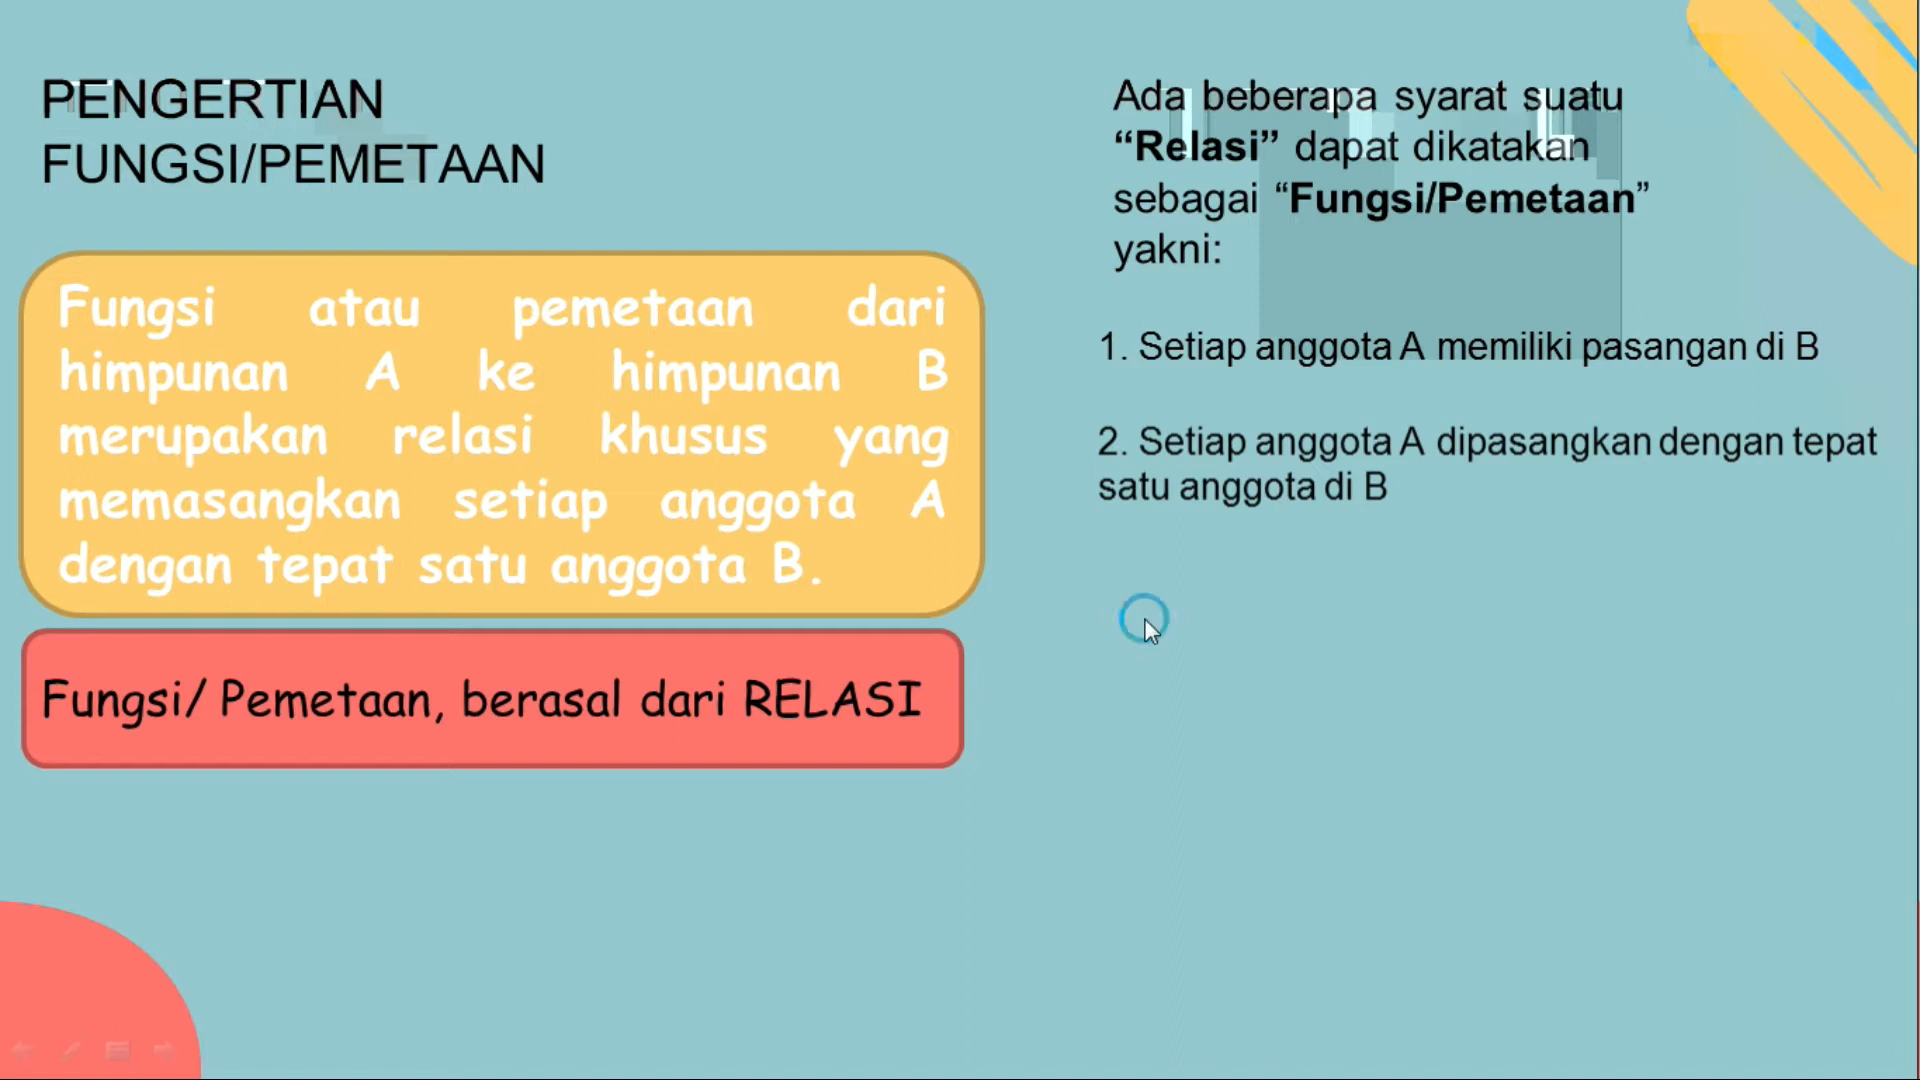 PENGERTIAN
FUNGSI/PEMETAAN
Fungsi atau pemetaan dari
himpunan A ke himpunan B
merupakan relasi khusus yang
memasangkan setiap anggota A
dengan tepat satu anggota B.
Fungsi/ Pemetaan, berasal dari RELASI
Ada beberapa syarat suatu
“Relasi” dapat dikatakan
sebagai “Fungsi/Pemetaan”
yakni:
1. Setiap anggota A memiliki pasangan di B
2. Setiap anggota A dipasangkan dengan tepat
satu anggota di B